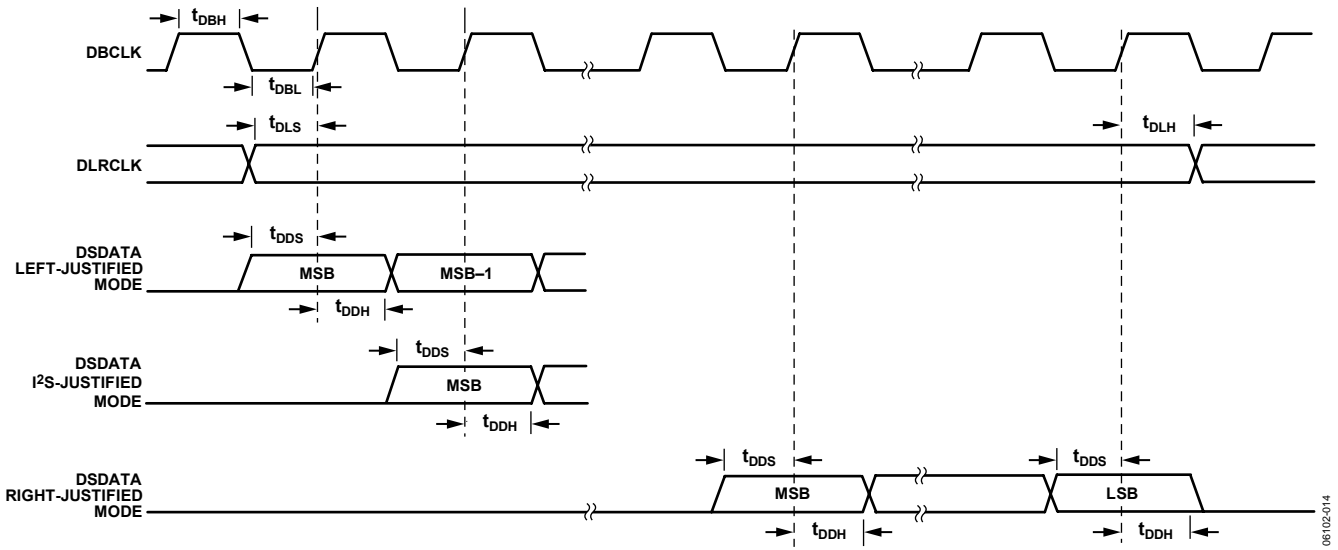 tDBH
DBCLK
tDBL
tDLS
tDLH
DLRCLK
DSDATA
LEFT-JUSTIFIED
MODE
tDDS
MSB
MSB–1
tDDH
DSDATA
I²S-JUSTIFIED
MODE
tDDS
MSB
tDDH
DSDATA
RIGHT-JUSTIFIED
MODE
tDDS
MSB
tDDH
tDDS
LSB
tDDH
06102-014